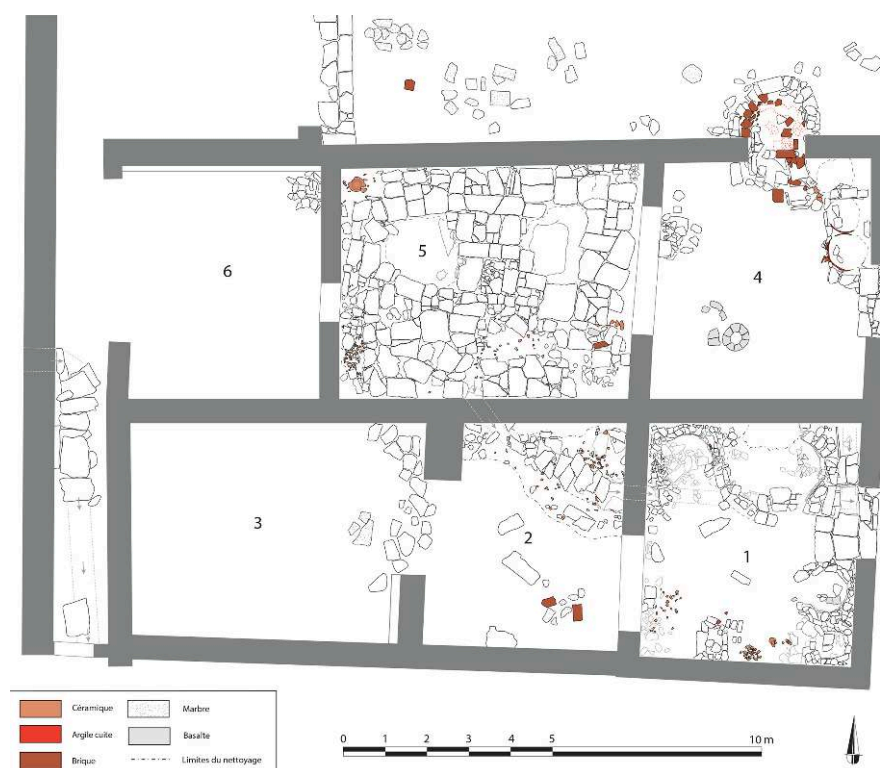 5
6
4
3
2
1
Céramique
Marbre
Argile cuite
Basalte
Brique
Limites du nettoyage
0 1 2 3 4 5 10 m